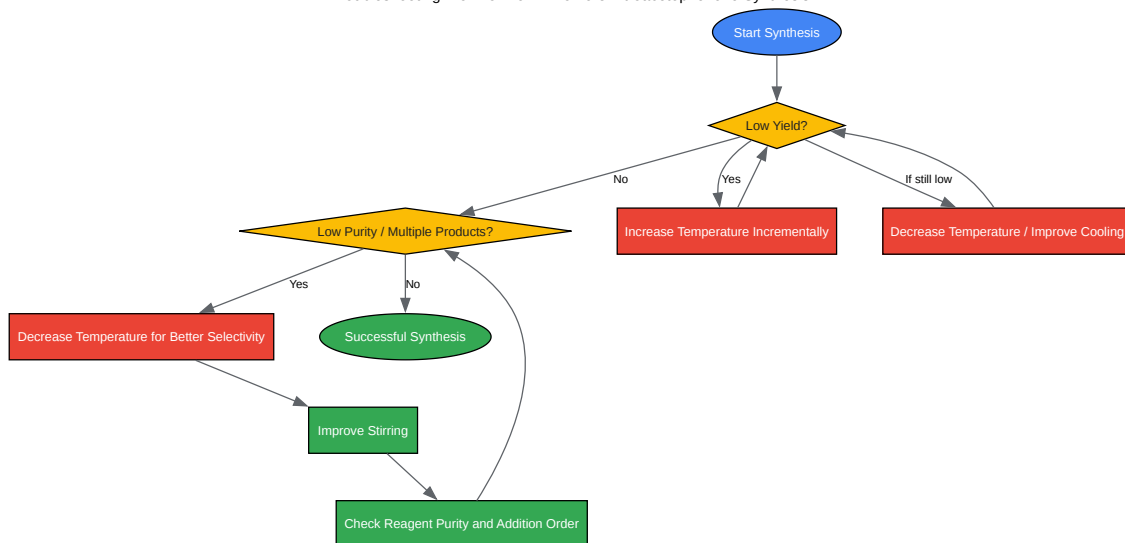 Start Synthesis
Low Yield?
No
Yes
If still low
Low Purity / Multiple Products?
Increase Temperature Incrementally
Decrease Temperature / Improve Cooling
Yes
No
Decrease Temperature for Better Selectivity
Successful Synthesis
Improve Stirring
Check Reagent Purity and Addition Order